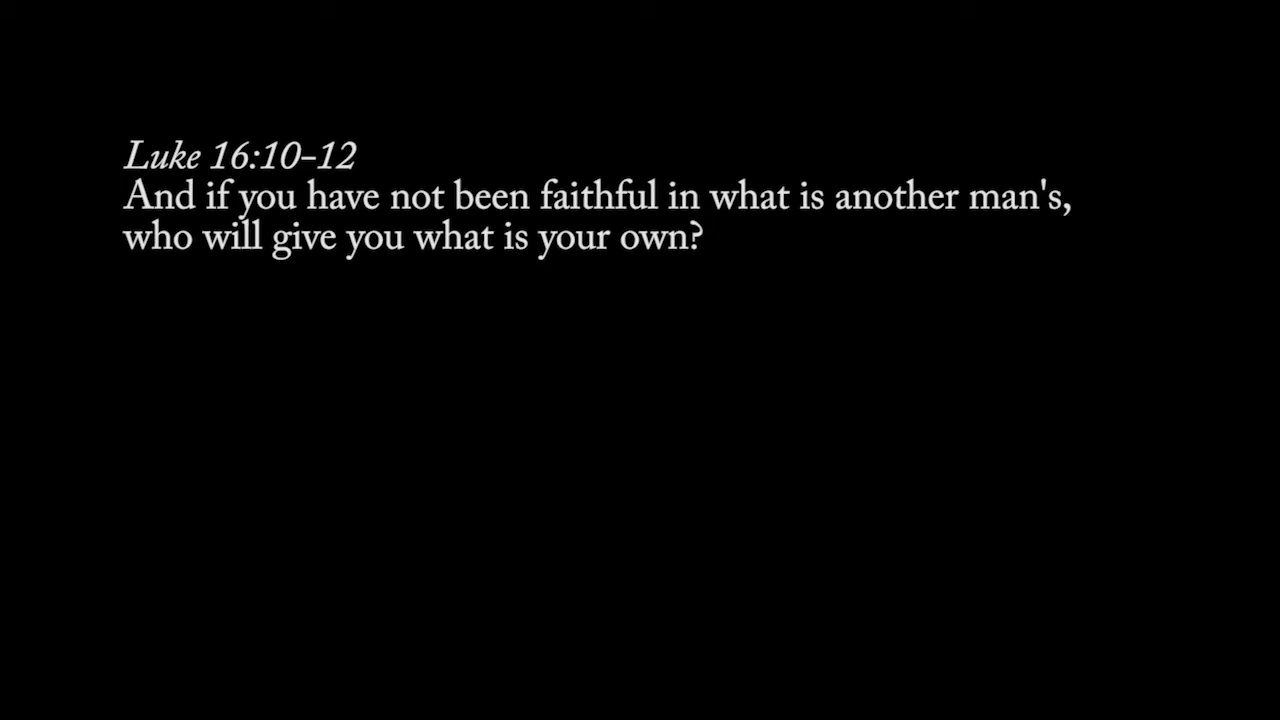 Luke 16:10-12
And if you have not been faithful in what is another man's,
who will give you what is your own?